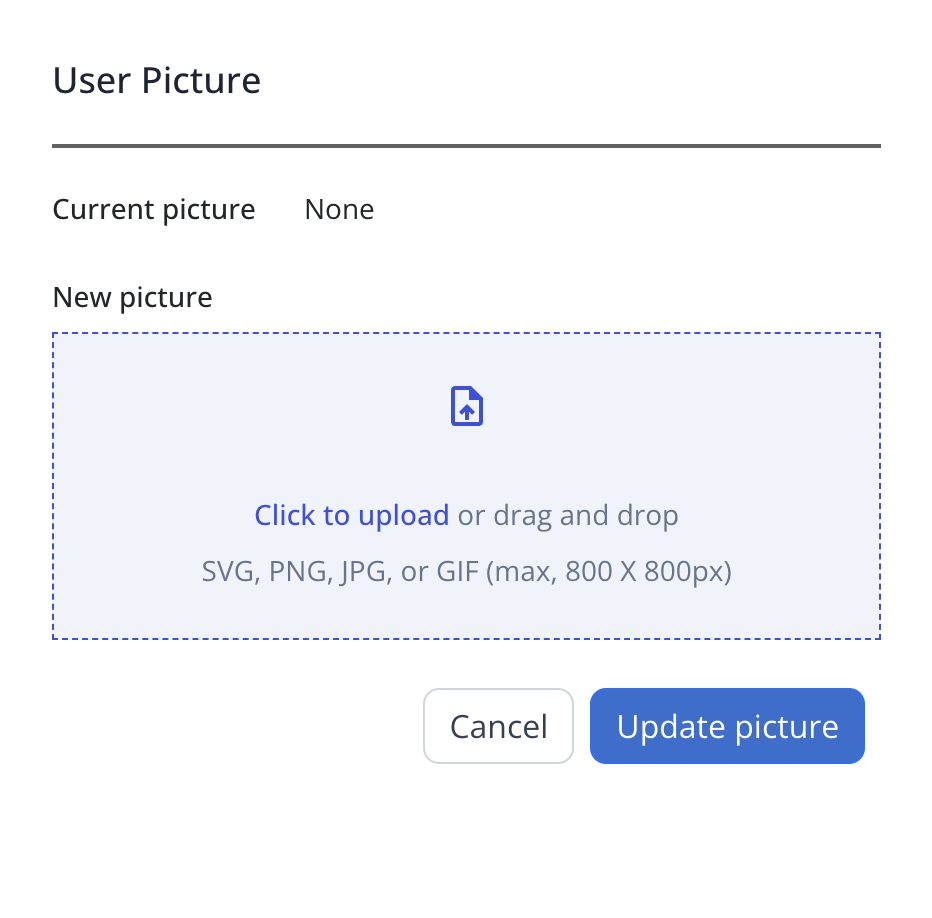 User Picture
Current picture None
New picture
Click to upload or drag and drop
SVG, PNG, JPG, or GIF (max, 800 X 800px)
Cancel Update picture